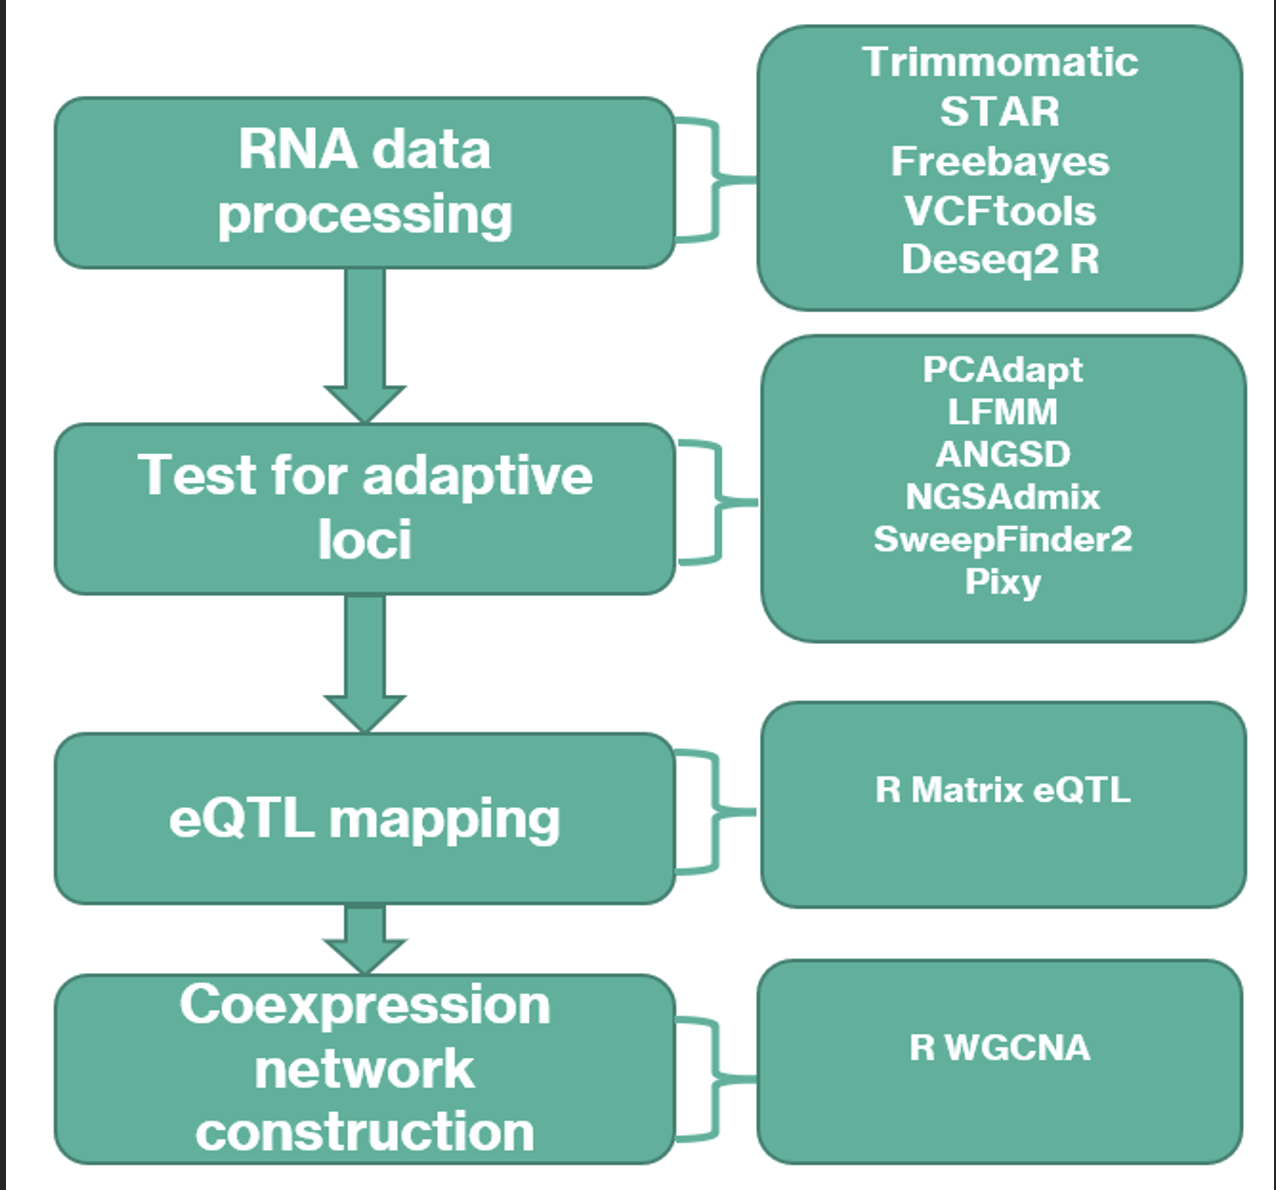 RNA data
processing
Trimmomatic
STAR
Freebayes
VCFtools
Deseq2 R
Test for adaptive
loci
PCAdapt
LFMM
ANGSD
NGSAdmix
SweepFinder2
Pixy
eQTL mapping
R Matrix eQTL
Coexpression
network
construction
R WGCNA